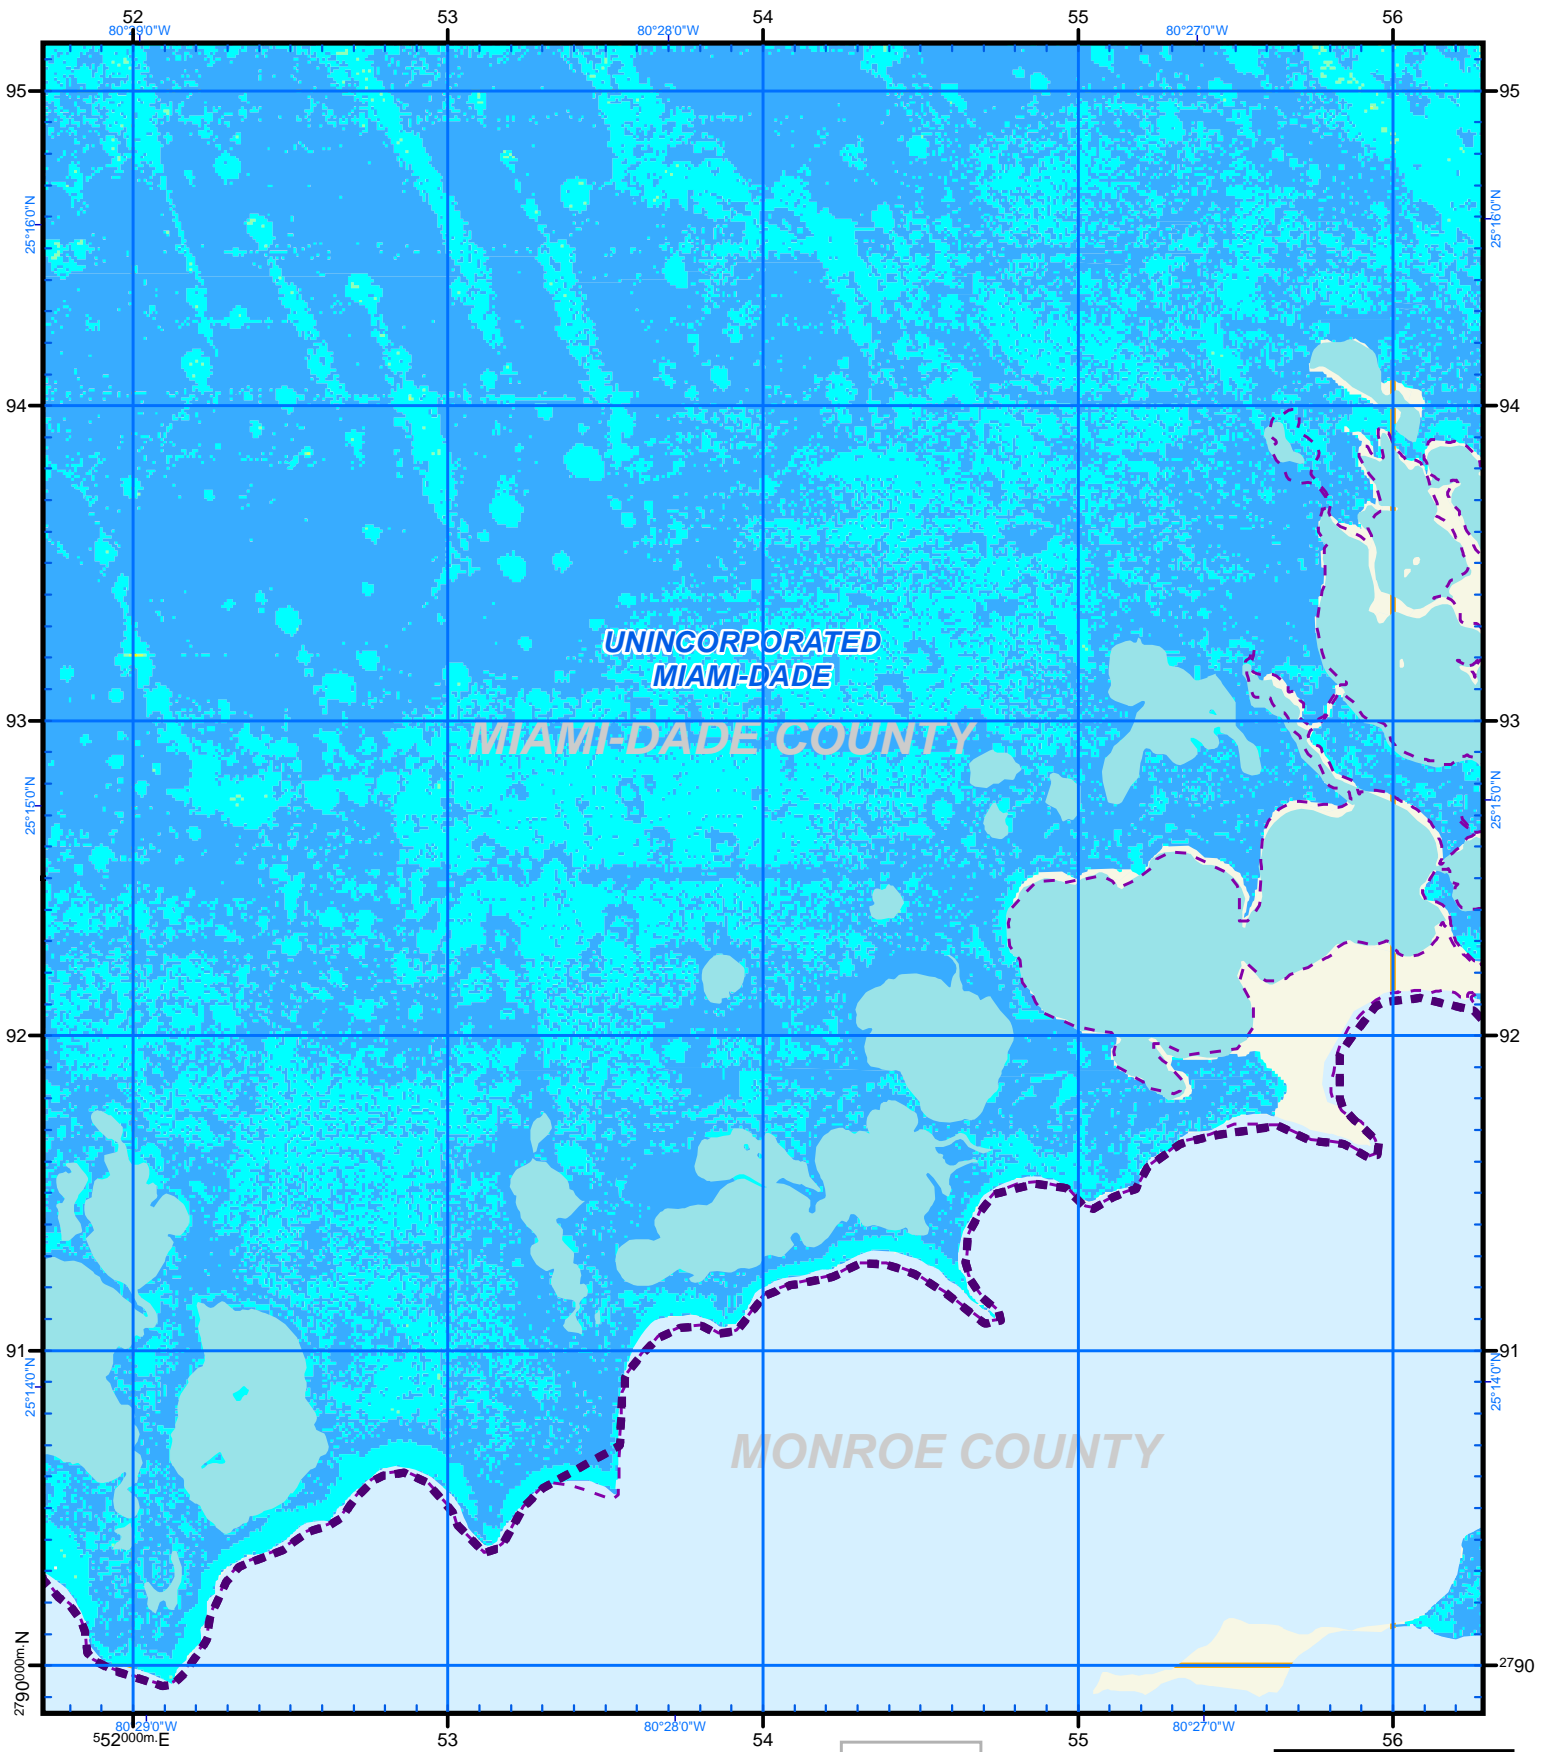 52 53 54 55 56
80°29'0"W 80°28'0"W 80°27'0"W
95 95
25°16'0"N 25°16'0"N
94 94
UNINCORPORATED
MIAMI-DADE
93 93
MIAMI-DADE COUNTY
25°15'0"N 25°15'0"N
92 92
91 91
25°14'0"N 25°14'0"N
MONROE COUNTY
2790000m.N 2790
80°29'0"W 80°28'0"W 80°27'0"W
552000m.E 53 54 55 56